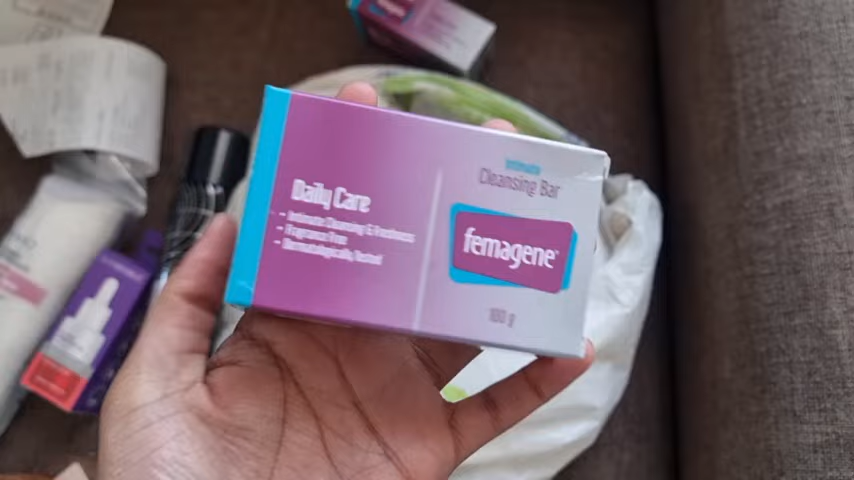 Daily Care
- Intimate Cleansing & Freshness
- Fragrance Free
- Dermatologically Tested
Intimate
Cleansing Bar
femagene®
100 g